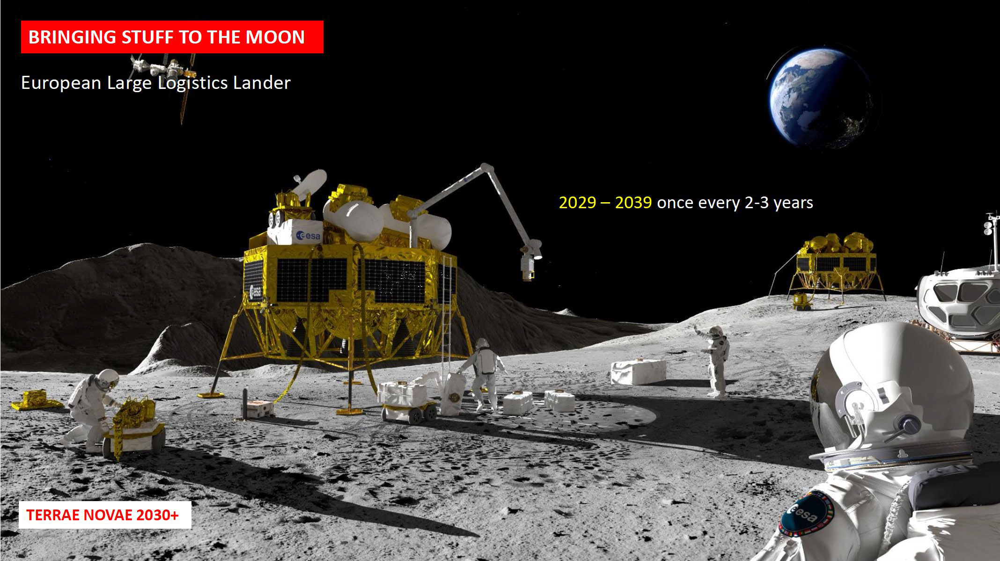 BRINGING STUFF TO THE MOON
European Large Logistics Lander
2029 – 2039 once every 2-3 years
esa
esa
TERRAE NOVAE 2030+
esa